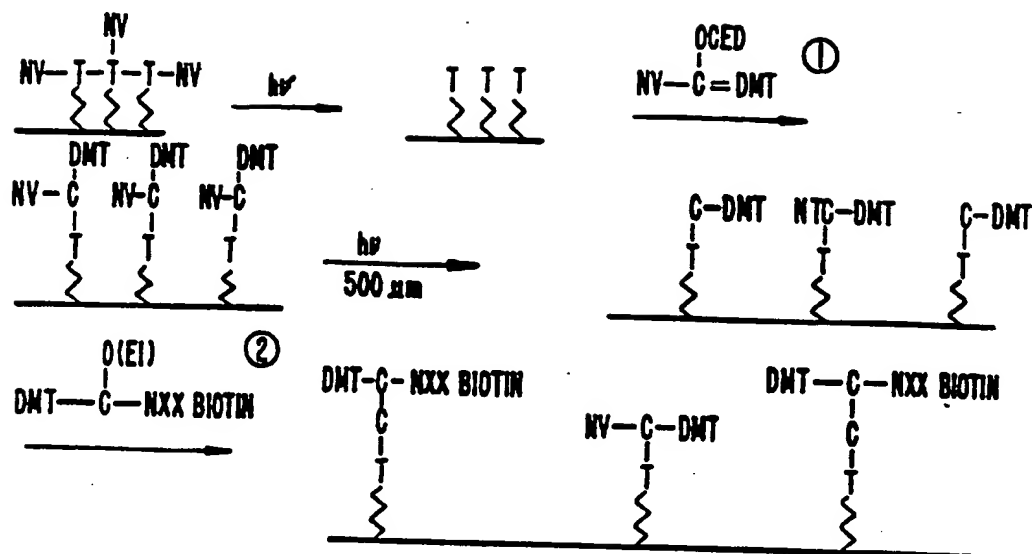 NV
NV—T—T—T—NV
hν
T T T
OCED
NV—C=DMT
①
DMT DMT DMT
NV—C NV—C NV—C
T T T
hν
500 µm
C—DMT NTC—DMT C—DMT
T T T
②
O(EI)
DMT—C—NXX BIOTIN
DMT—C—NXX BIOTIN
C
T
NV—C—DMT
T
DMT—C—NXX BIOTIN
C
T